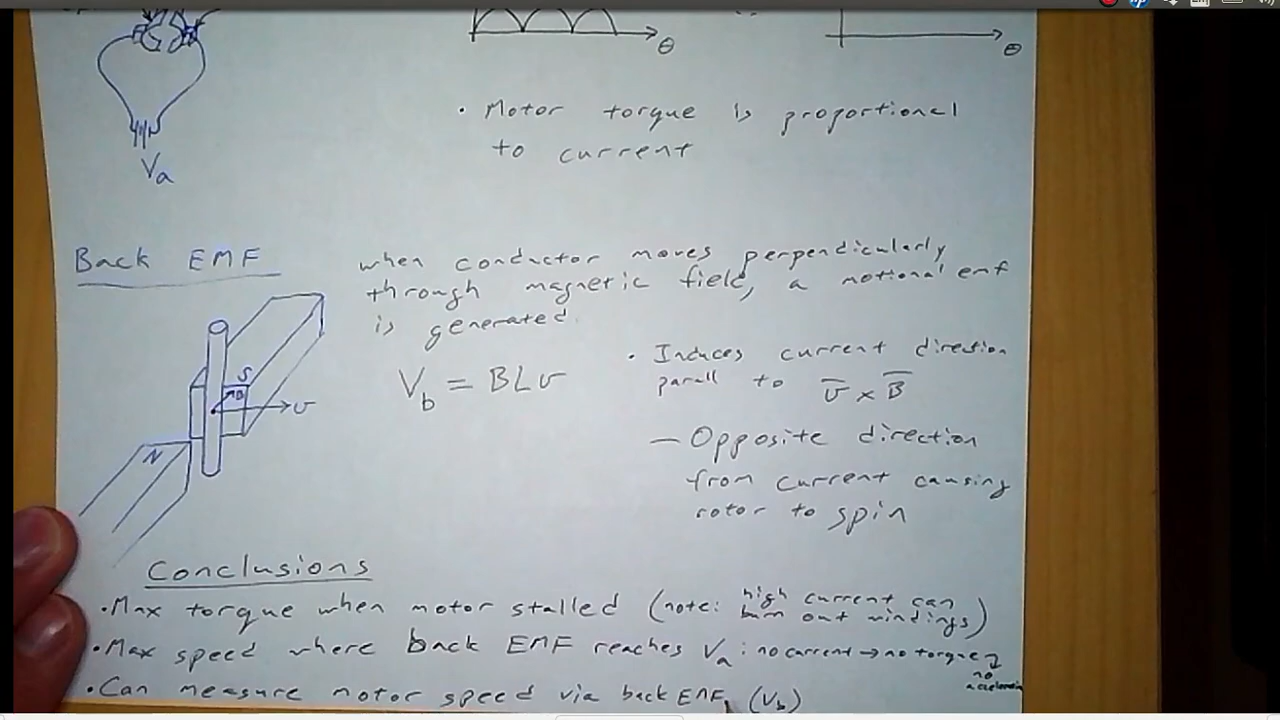 θ
θ
• Motor torque is proportional
to current
Va
Back EMF
when conductor moves perpendicularly
through magnetic field, a motional emf
is generated.
Vb = BLv
• Induces current direction
parall to v × B
— Opposite direction
from current causing
rotor to spin
S
B
v
N
Conclusions
• Max torque when motor stalled (note: high current can
burn out windings)
• Max speed where back EMF reaches Va: no current → no torque
no
acceleration
• Can measure motor speed via back EMF (Vb)